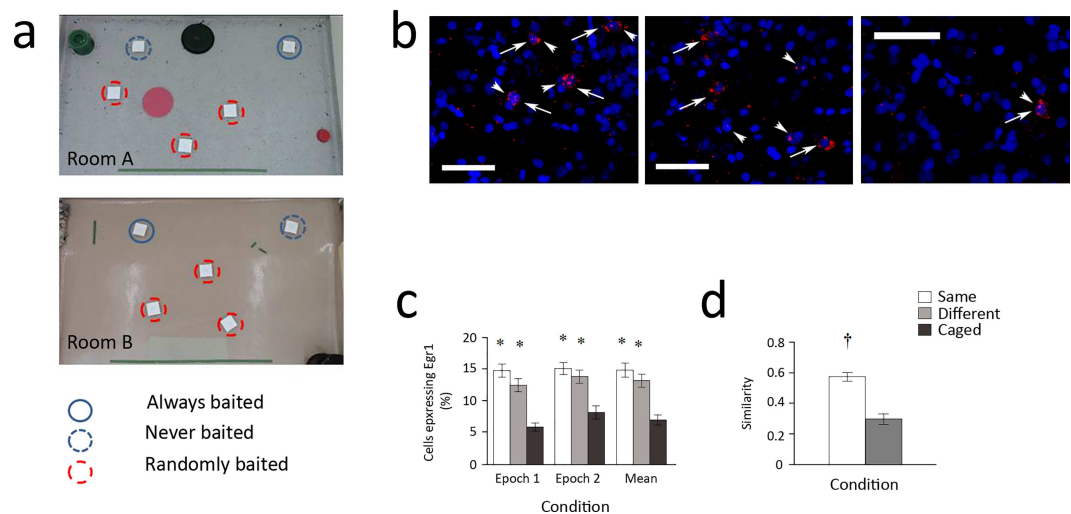 a
Room A
Room B
Always baited
Never baited
Randomly baited
b
c
Cells epxressing Egr1
(%)
20
15
10
5
0
* * * * * *
Epoch 1 Epoch 2 Mean
Condition
d
Same
Different
Caged
Similarity
0.8
0.6
0.4
0.2
0
†
Condition